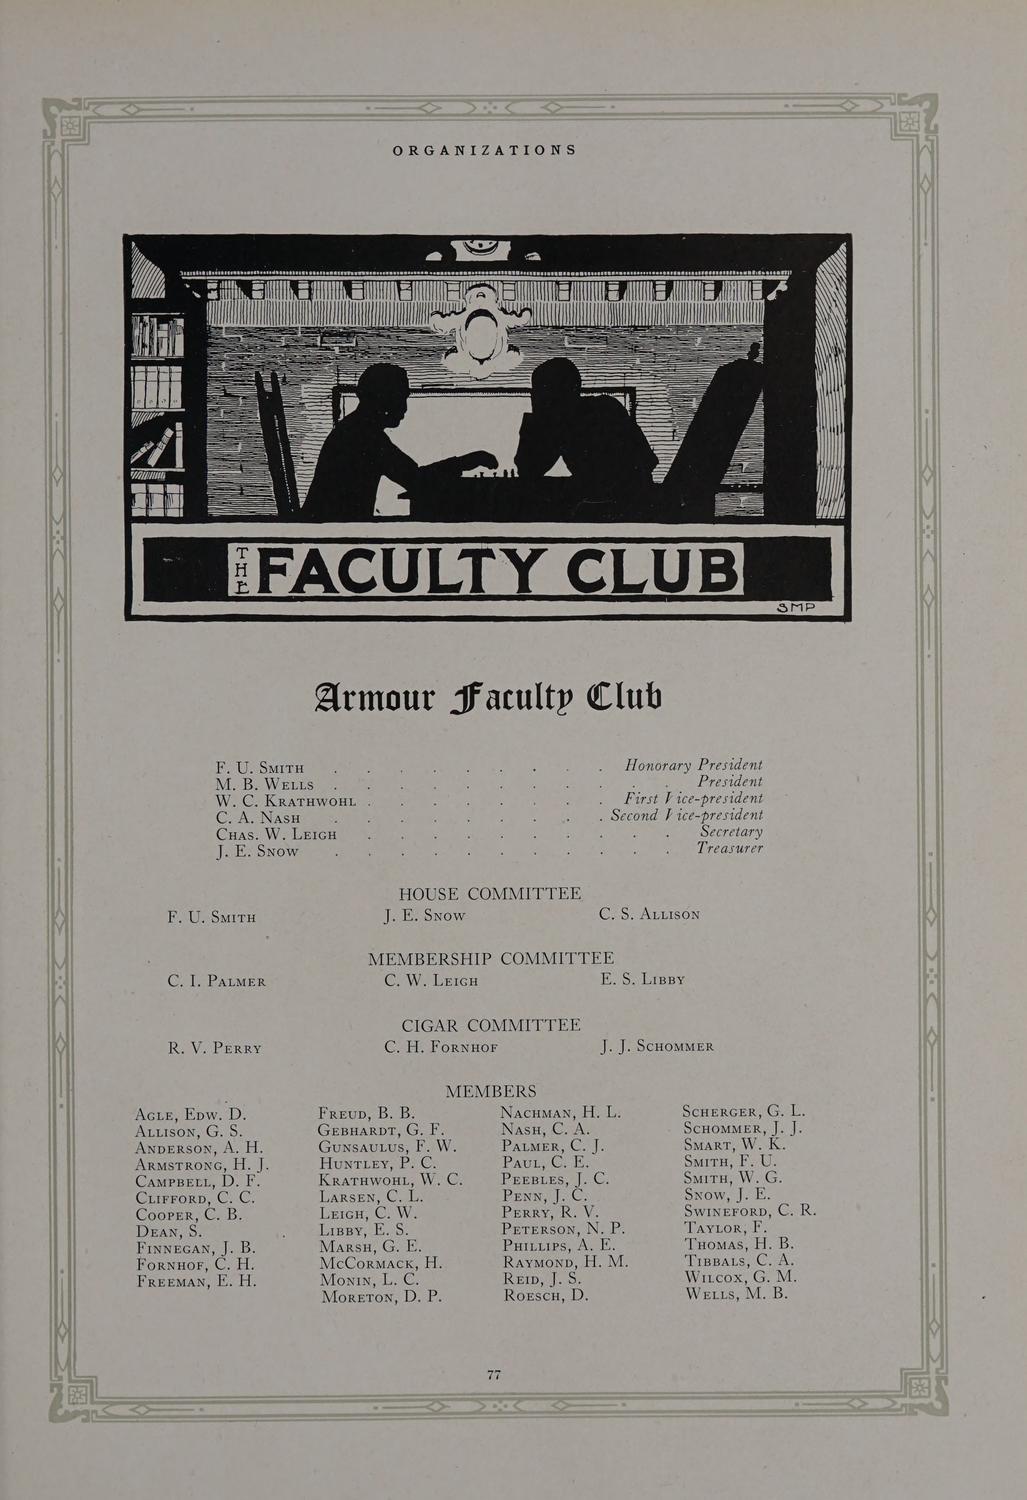 ORGANIZATIONS
THE FACULTY CLUB
SMP
Armour Faculty Club
F. U. Smith . . . . . . . . . Honorary President
M. B. Wells . . . . . . . . . . . President
W. C. Krathwohl . . . . . . . . First Vice-president
C. A. Nash . . . . . . . . . Second Vice-president
Chas. W. Leigh . . . . . . . . . . Secretary
J. E. Snow . . . . . . . . . . . Treasurer
HOUSE COMMITTEE
F. U. Smith J. E. Snow C. S. Allison
MEMBERSHIP COMMITTEE
C. I. Palmer C. W. Leigh E. S. Libby
CIGAR COMMITTEE
R. V. Perry C. H. Fornhof J. J. Schommer
MEMBERS
Agle, Edw. D.
Allison, G. S.
Anderson, A. H.
Armstrong, H. J.
Campbell, D. F.
Clifford, C. C.
Cooper, C. B.
Dean, S.
Finnegan, J. B.
Fornhof, C. H.
Freeman, E. H.
Freud, B. B.
Gebhardt, G. F.
Gunsaulus, F. W.
Huntley, P. C.
Krathwohl, W. C.
Larsen, C. L.
Leigh, C. W.
Libby, E. S.
Marsh, G. E.
McCormack, H.
Monin, L. C.
Moreton, D. P.
Nachman, H. L.
Nash, C. A.
Palmer, C. J.
Paul, C. E.
Peebles, J. C.
Penn, J. C.
Perry, R. V.
Peterson, N. P.
Phillips, A. E.
Raymond, H. M.
Reid, J. S.
Roesch, D.
Scherger, G. L.
Schommer, J. J.
Smart, W. K.
Smith, F. U.
Smith, W. G.
Snow, J. E.
Swineford, C. R.
Taylor, F.
Thomas, H. B.
Tibbals, C. A.
Wilcox, G. M.
Wells, M. B.
77